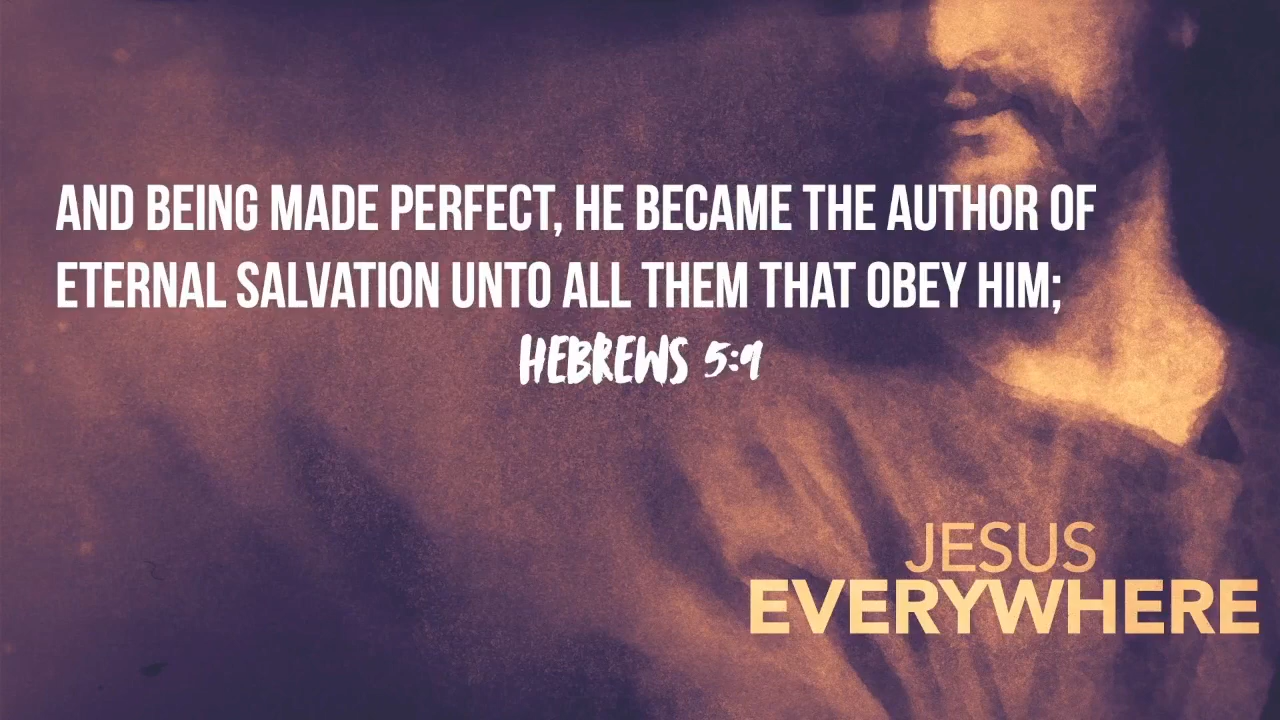 AND BEING MADE PERFECT, HE BECAME THE AUTHOR OF
ETERNAL SALVATION UNTO ALL THEM THAT OBEY HIM;
HEBREWS 5:9
JESUS
EVERYWHERE